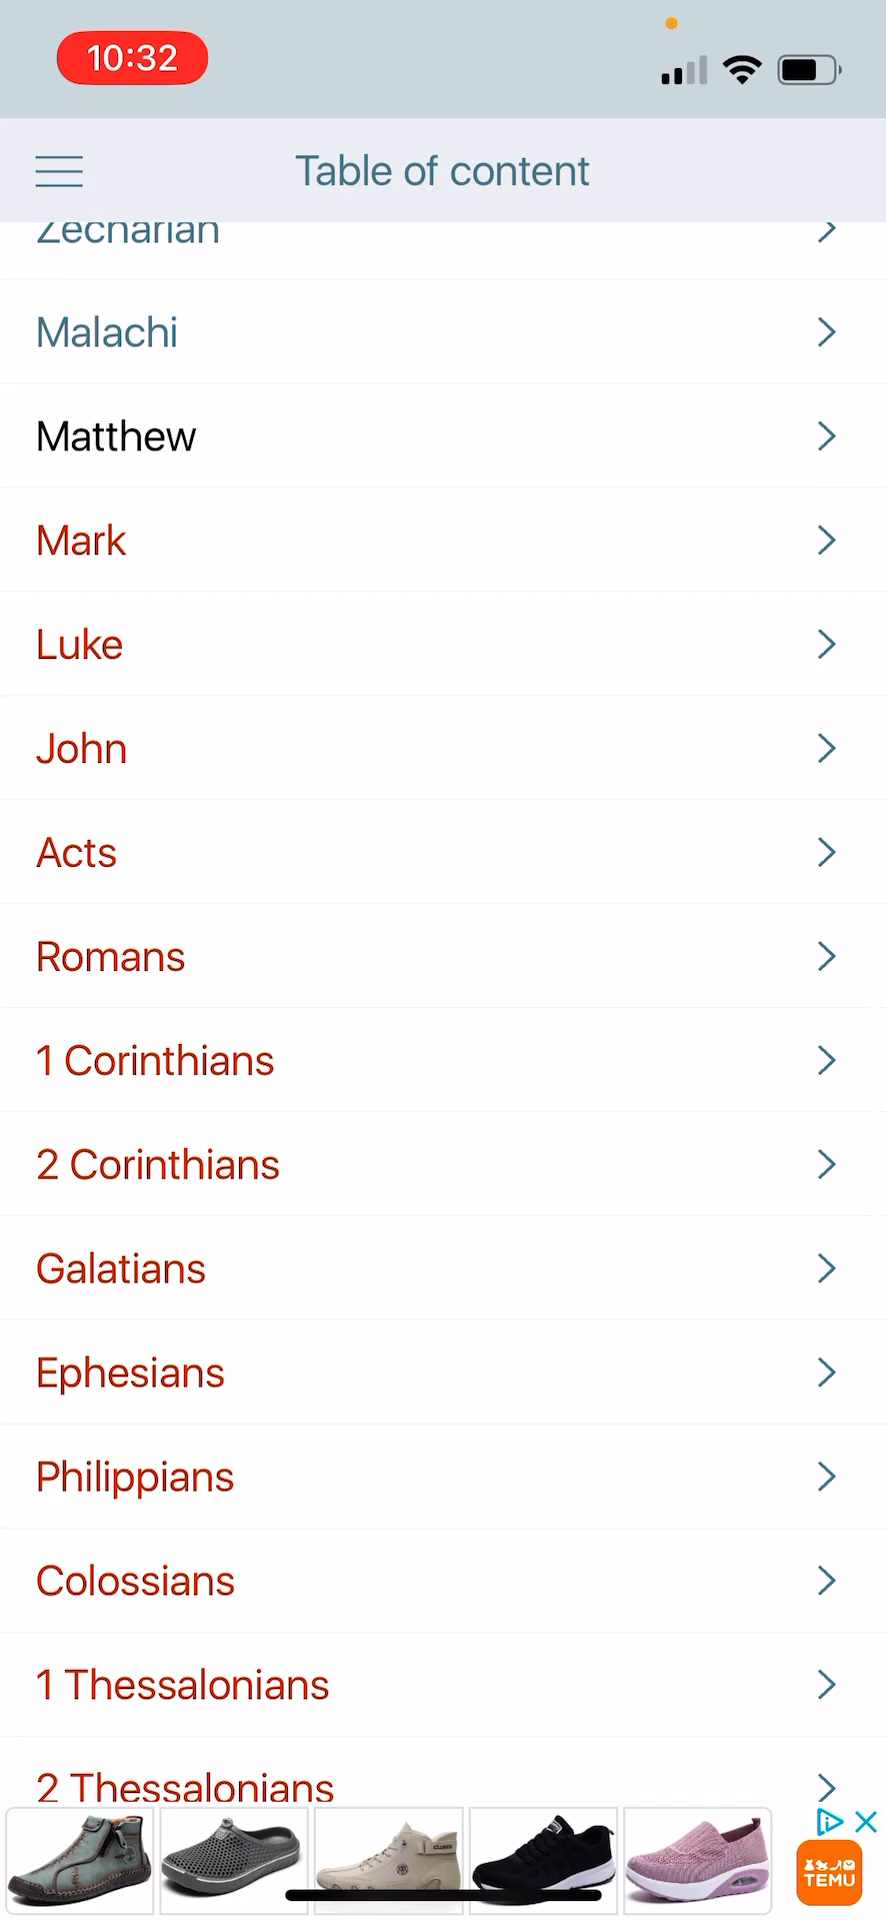 10:32
Table of content
Zechariah
Malachi
Matthew
Mark
Luke
John
Acts
Romans
1 Corinthians
2 Corinthians
Galatians
Ephesians
Philippians
Colossians
1 Thessalonians
2 Thessalonians
TEMU